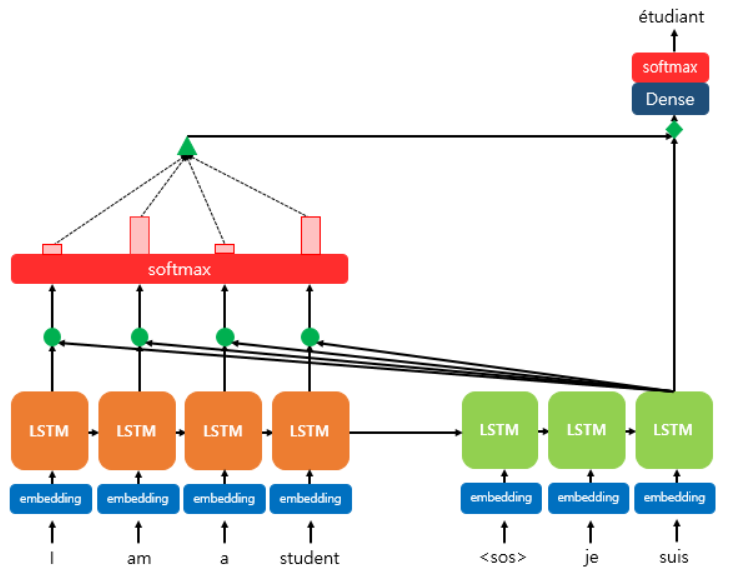 étudiant
softmax
Dense
softmax
LSTM LSTM LSTM LSTM LSTM LSTM LSTM
embedding embedding embedding embedding embedding embedding embedding
I am a student <sos> je suis